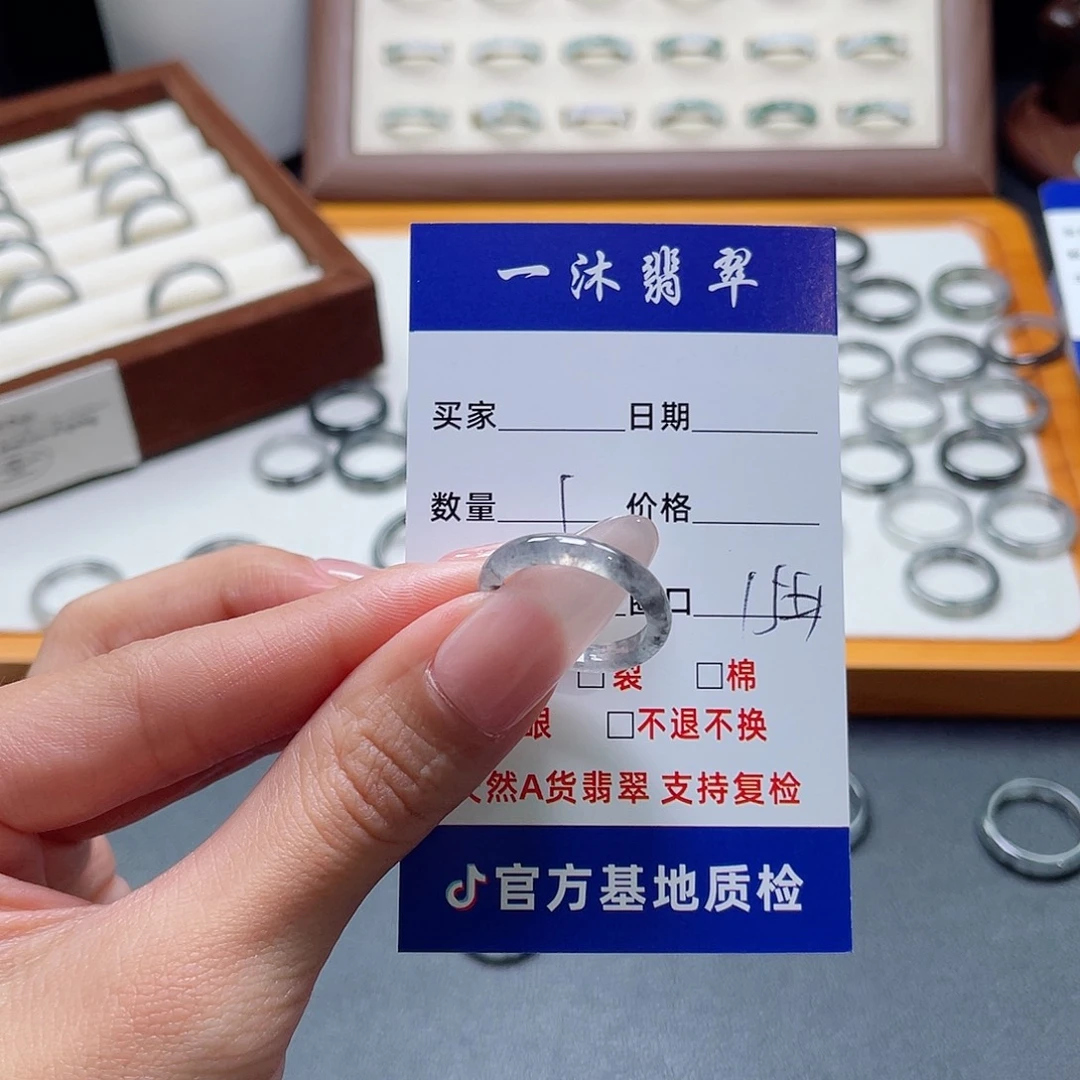 一沐翡翠
买家 日期
数量 1 价格
口
□裂 □棉
□不退不换
然A货翡翠 支持复检
官方基地质检